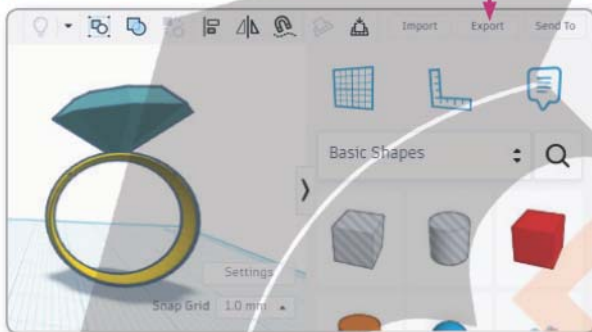 Import Export Send To
Basic Shapes
Settings
Snap Grid 1.0 mm